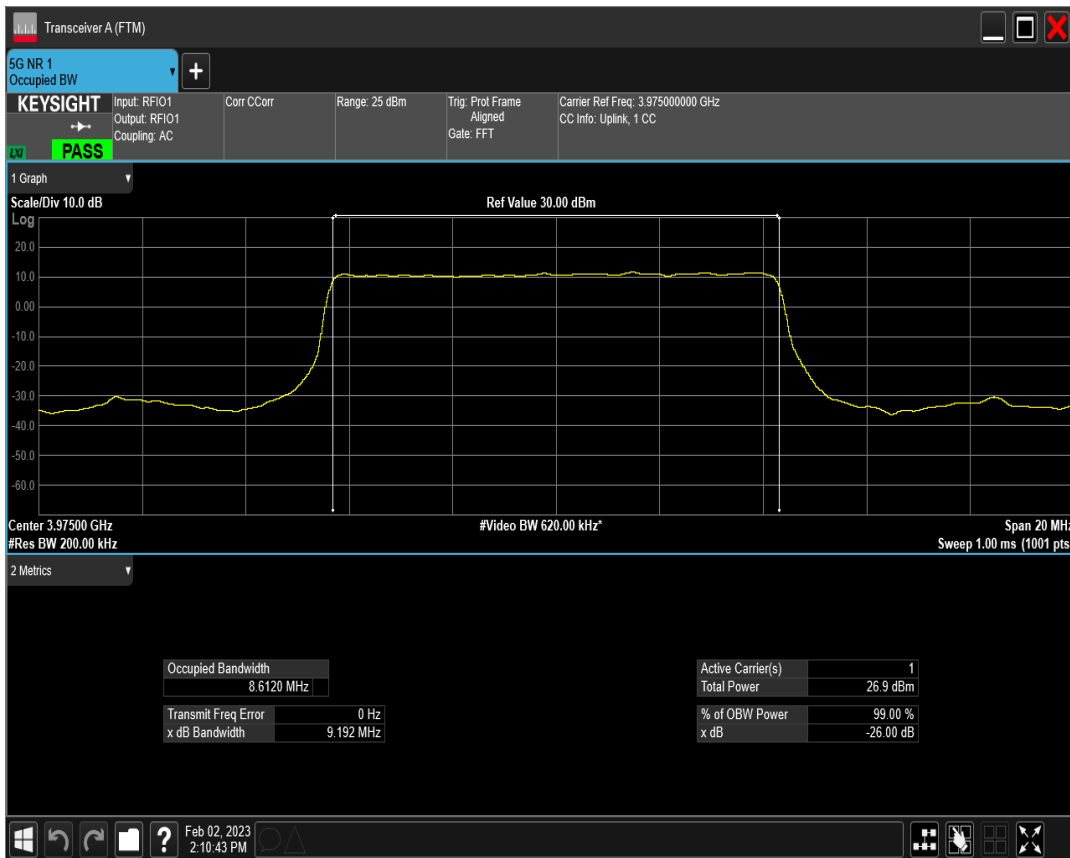 Transceiver A (FTM)
5G NR 1
Occupied BW
+
KEYSIGHT
LXI
PASS
Input: RFIO1
Output: RFIO1
Coupling: AC
Corr CCorr
Range: 25 dBm
Trig: Prot Frame
Aligned
Gate: FFT
Carrier Ref Freq: 3.975000000 GHz
CC Info: Uplink, 1 CC
1 Graph
Scale/Div 10.0 dB
Ref Value 30.00 dBm
Log
20.0
10.0
0.00
-10.0
-20.0
-30.0
-40.0
-50.0
-60.0
Center 3.97500 GHz
#Video BW 620.00 kHz*
Span 20 MHz
#Res BW 200.00 kHz
Sweep 1.00 ms (1001 pts
2 Metrics
Occupied Bandwidth
8.6120 MHz
Transmit Freq Error 0 Hz
x dB Bandwidth 9.192 MHz
Active Carrier(s) 1
Total Power 26.9 dBm
% of OBW Power 99.00 %
x dB -26.00 dB
?
Feb 02, 2023
2:10:43 PM